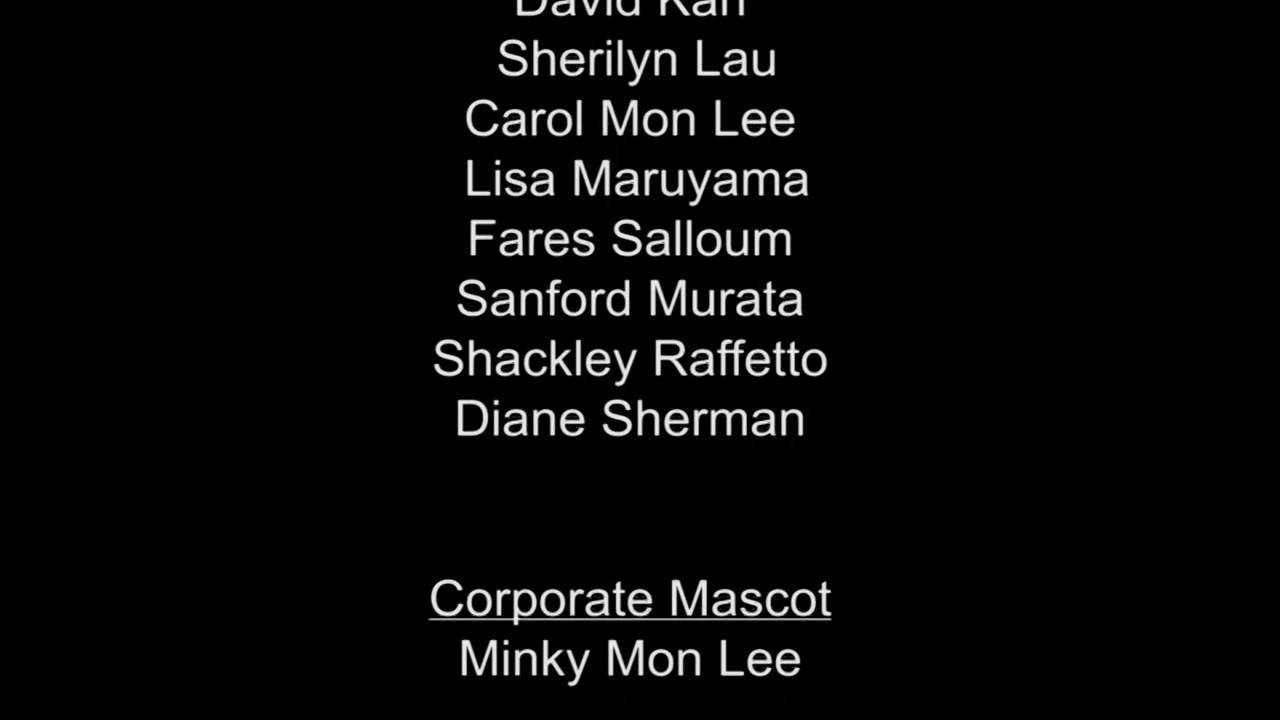 David
Sherilyn Lau
Carol Mon Lee
Lisa Maruyama
Fares Salloum
Sanford Murata
Shackley Raffetto
Diane Sherman
Corporate Mascot
Minky Mon Lee